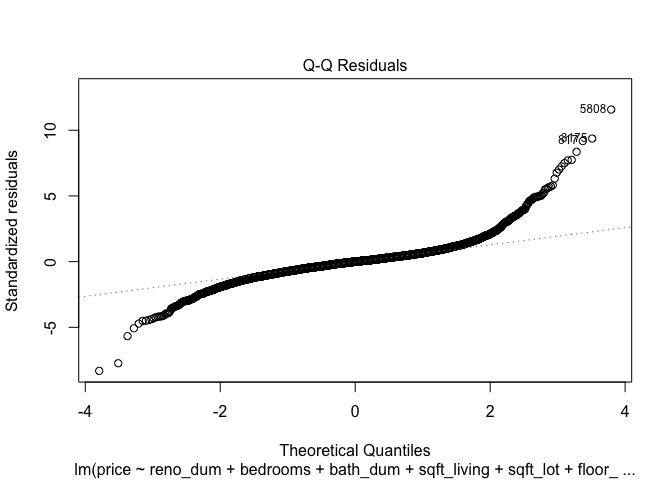 Q-Q Residuals
Standardized residuals
10
5
0
-5
5808
8175
-4
-2
0
2
4
Theoretical Quantiles
lm(price ~ reno_dum + bedrooms + bath_dum + sqft_living + sqft_lot + floor_ ...